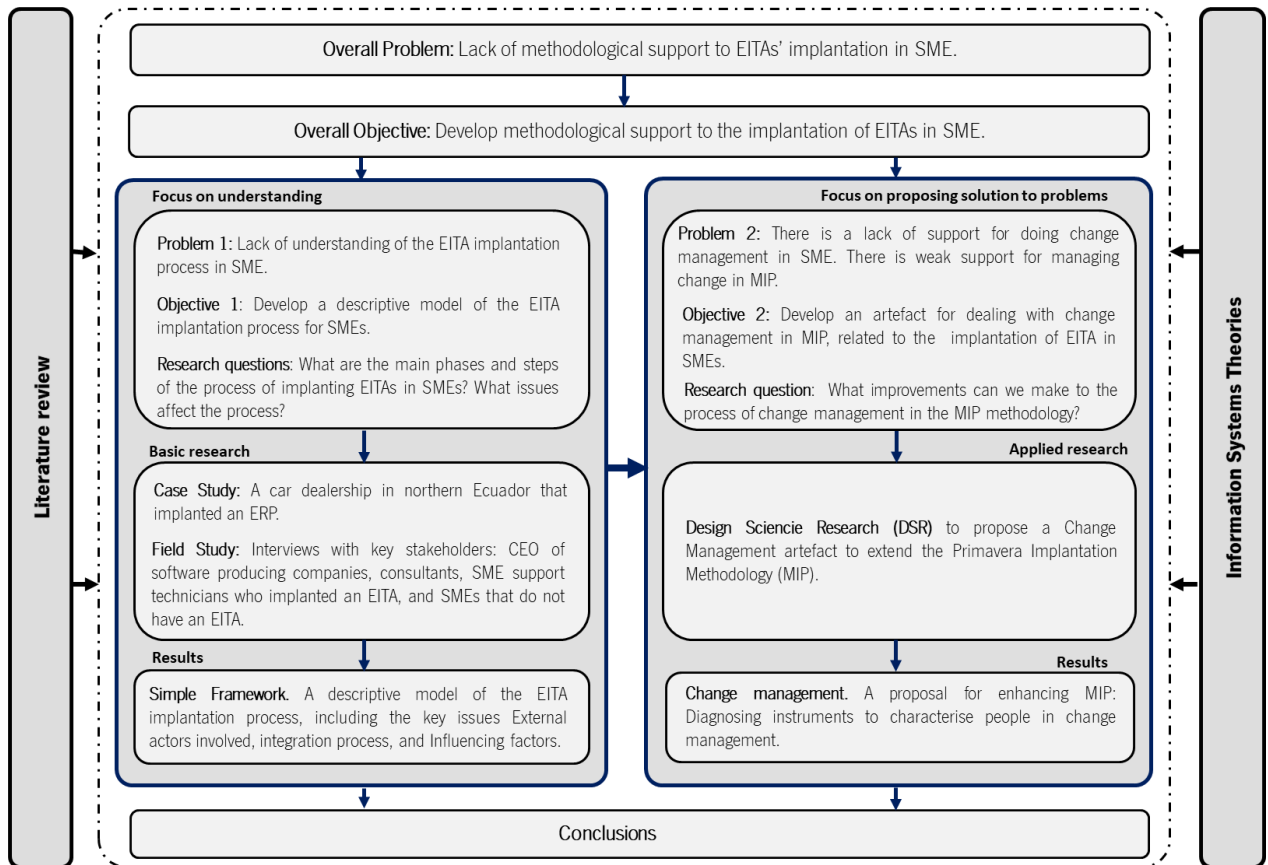 Literature review
Overall Problem: Lack of methodological support to EITAs' implantation in SME.
Overall Objective: Develop methodological support to the implantation of EITAs in SME.
Focus on understanding
Problem 1: Lack of understanding of the EITA implantation
process in SME.
Objective 1: Develop a descriptive model of the EITA
implantation process for SMEs.
Research questions: What are the main phases and steps
of the process of implanting EITAs in SMEs? What issues
affect the process?
Basic research
Case Study: A car dealership in northern Ecuador that
implanted an ERP.
Field Study: Interviews with key stakeholders: CEO of
software producing companies, consultants, SME support
technicians who implanted an EITA, and SMEs that do not
have an EITA.
Results
Simple Framework. A descriptive model of the EITA
implantation process, including the key issues External
actors involved, integration process, and Influencing factors.
Focus on proposing solution to problems
Problem 2: There is a lack of support for doing change
management in SME. There is weak support for managing
change in MIP.
Objective 2: Develop an artefact for dealing with change
management in MIP, related to the implantation of EITA in
SMEs.
Research question: What improvements can we make to the
process of change management in the MIP methodology?
Applied research
Design Sciencie Research (DSR) to propose a Change
Management artefact to extend the Primavera Implantation
Methodology (MIP).
Results
Change management. A proposal for enhancing MIP:
Diagnosing instruments to characterise people in change
management.
Conclusions
Information Systems Theories